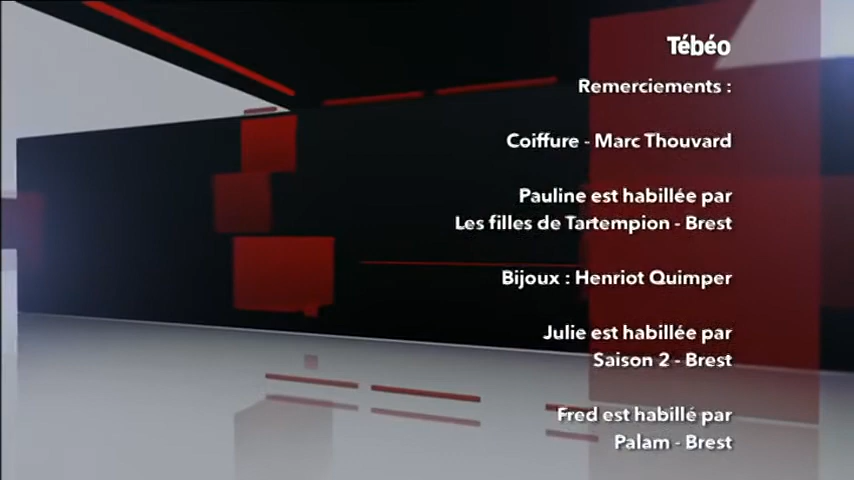 Tébéo
Remerciements :
Coiffure - Marc Thouvard
Pauline est habillée par
Les filles de Tartempion - Brest
Bijoux : Henriot Quimper
Julie est habillée par
Saison 2 - Brest
Fred est habillé par
Palam - Brest